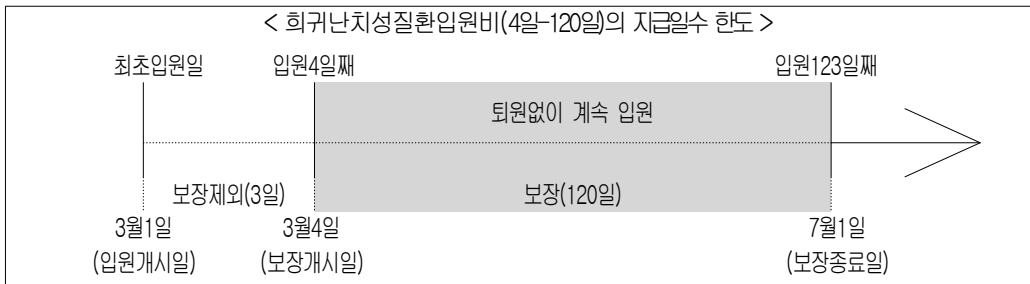 < 희귀난치성질환입원비(4일-120일)의 지급일수 한도 >
최초입원일 입원4일째 입원123일째
퇴원없이 계속 입원
보장제외(3일) 보장(120일)
3월1일 3월4일 7월1일
(입원개시일) (보장개시일) (보장종료일)